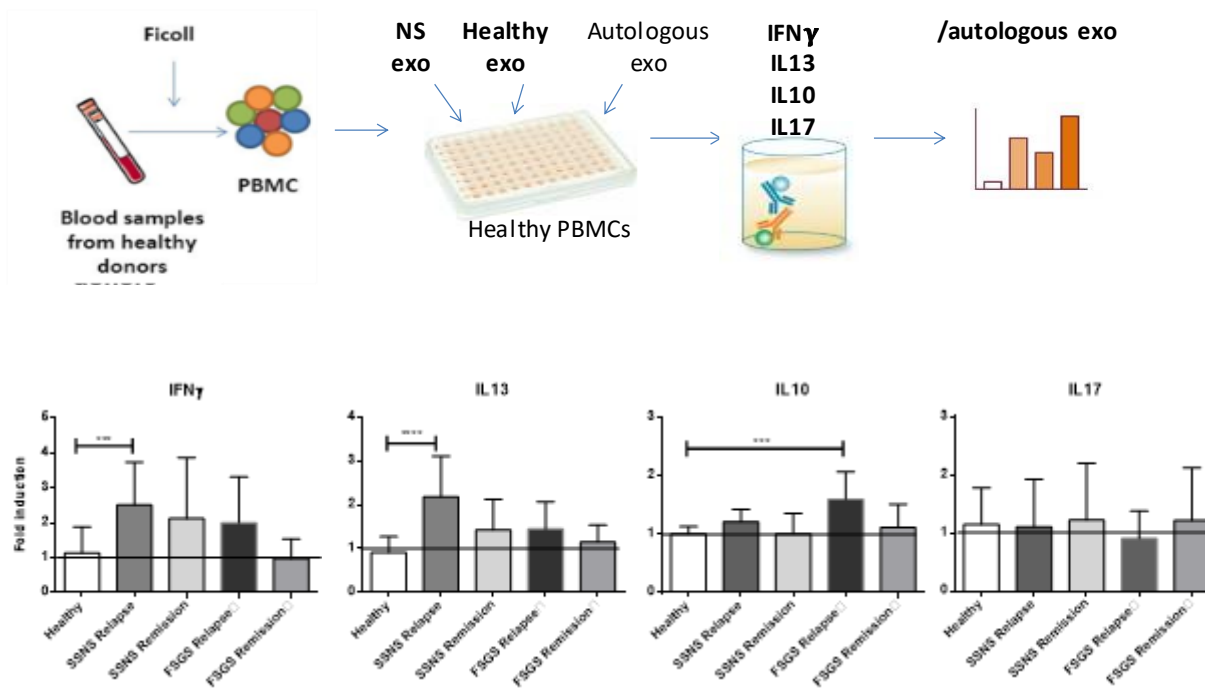 Ficoll
PBMC
Blood samples
from healthy
donors
NS
exo
Healthy
exo
Autologous
exo
Healthy PBMCs
IFNγ
IL13
IL10
IL17
/autologous exo
IFNγ
Fold induction
6
5
4
3
2
1
0
***
Healthy
SSNS Relapse
SSNS Remission
FSGS Relapse
FSGS Remission
IL13
4
3
2
1
0
****
Healthy
SSNS Relapse
SSNS Remission
FSGS Relapse
FSGS Remission
IL10
3
2
1
0
***
Healthy
SSNS Relapse
SSNS Remission
FSGS Relapse
FSGS Remission
IL17
3
2
1
0
Healthy
SSNS Relapse
SSNS Remission
FSGS Relapse
FSGS Remission